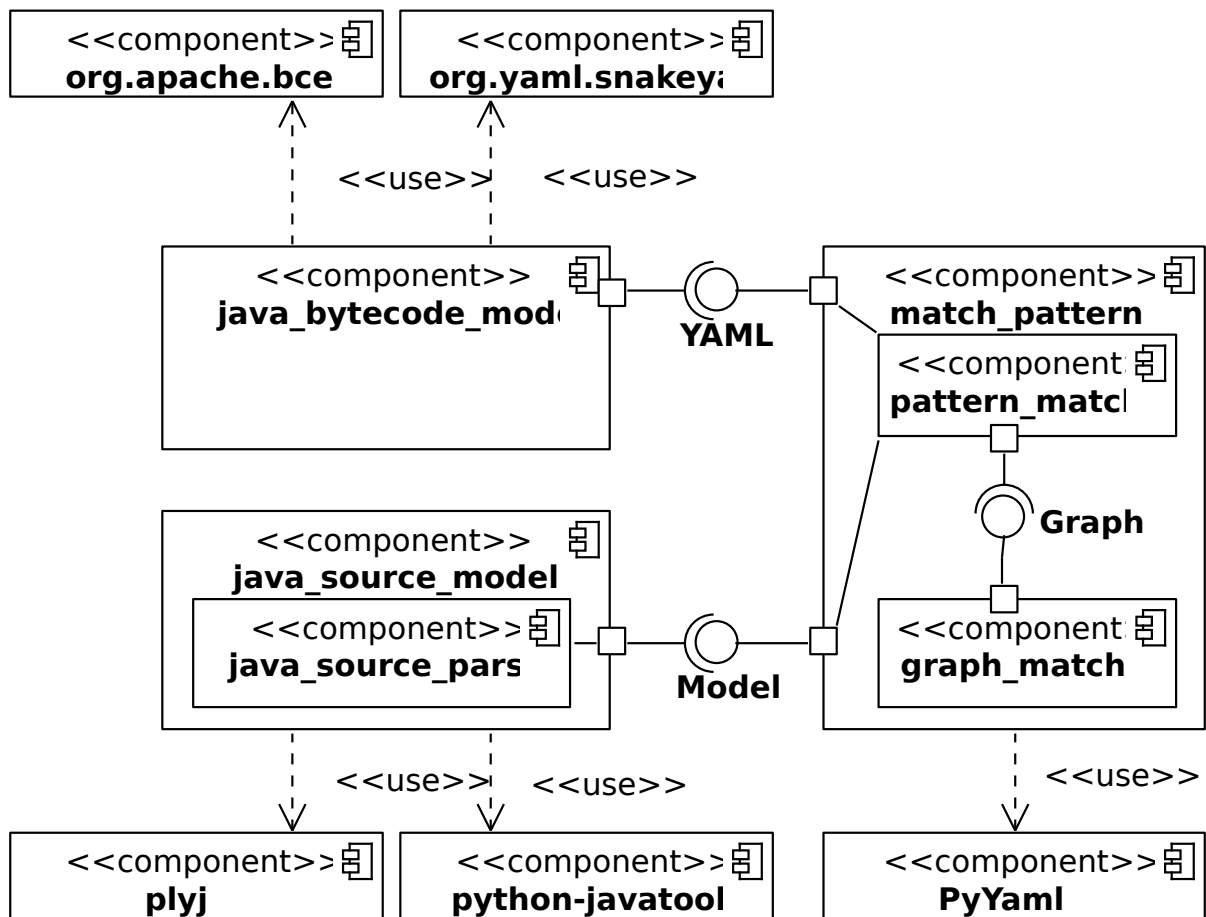 <<component>>
org.apache.bce
<<component>>
org.yaml.snakeya
<<use>>
<<use>>
<<component>>
java_bytecode_mode
YAML
<<component>>
match_pattern
<<component>
pattern_matc
Graph
<<component>>
java_source_model
<<component>>
java_source_pars
Model
<<component>
graph_match
<<use>>
<<use>>
<<use>>
<<component>>
plyj
<<component>>
python-javatool
<<component>>
PyYaml